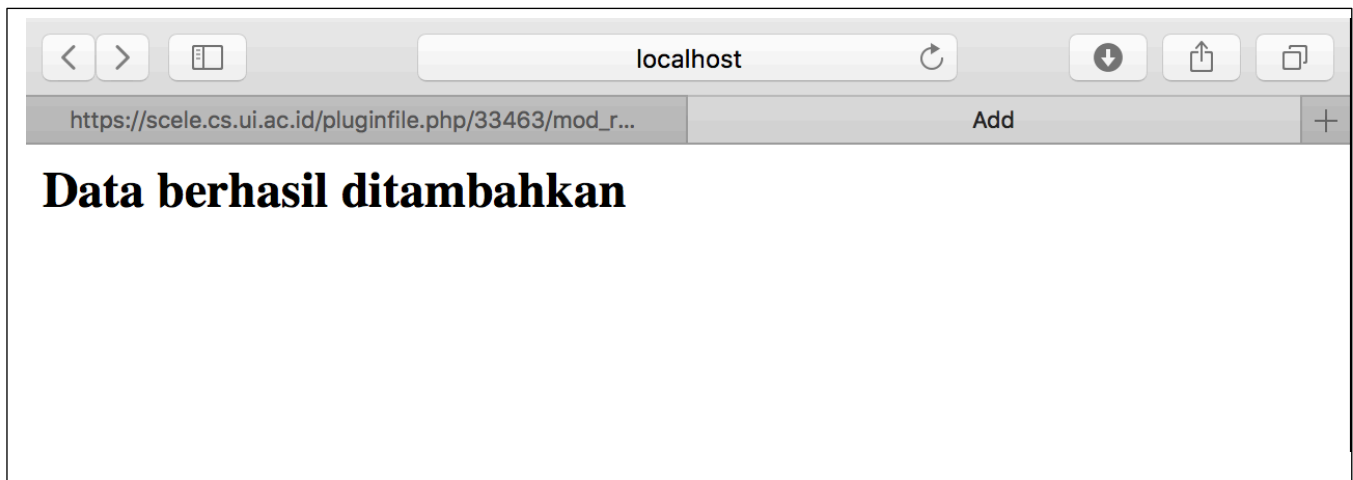 localhost
https://scele.cs.ui.ac.id/pluginfile.php/33463/mod_r...
Add
Data berhasil ditambahkan